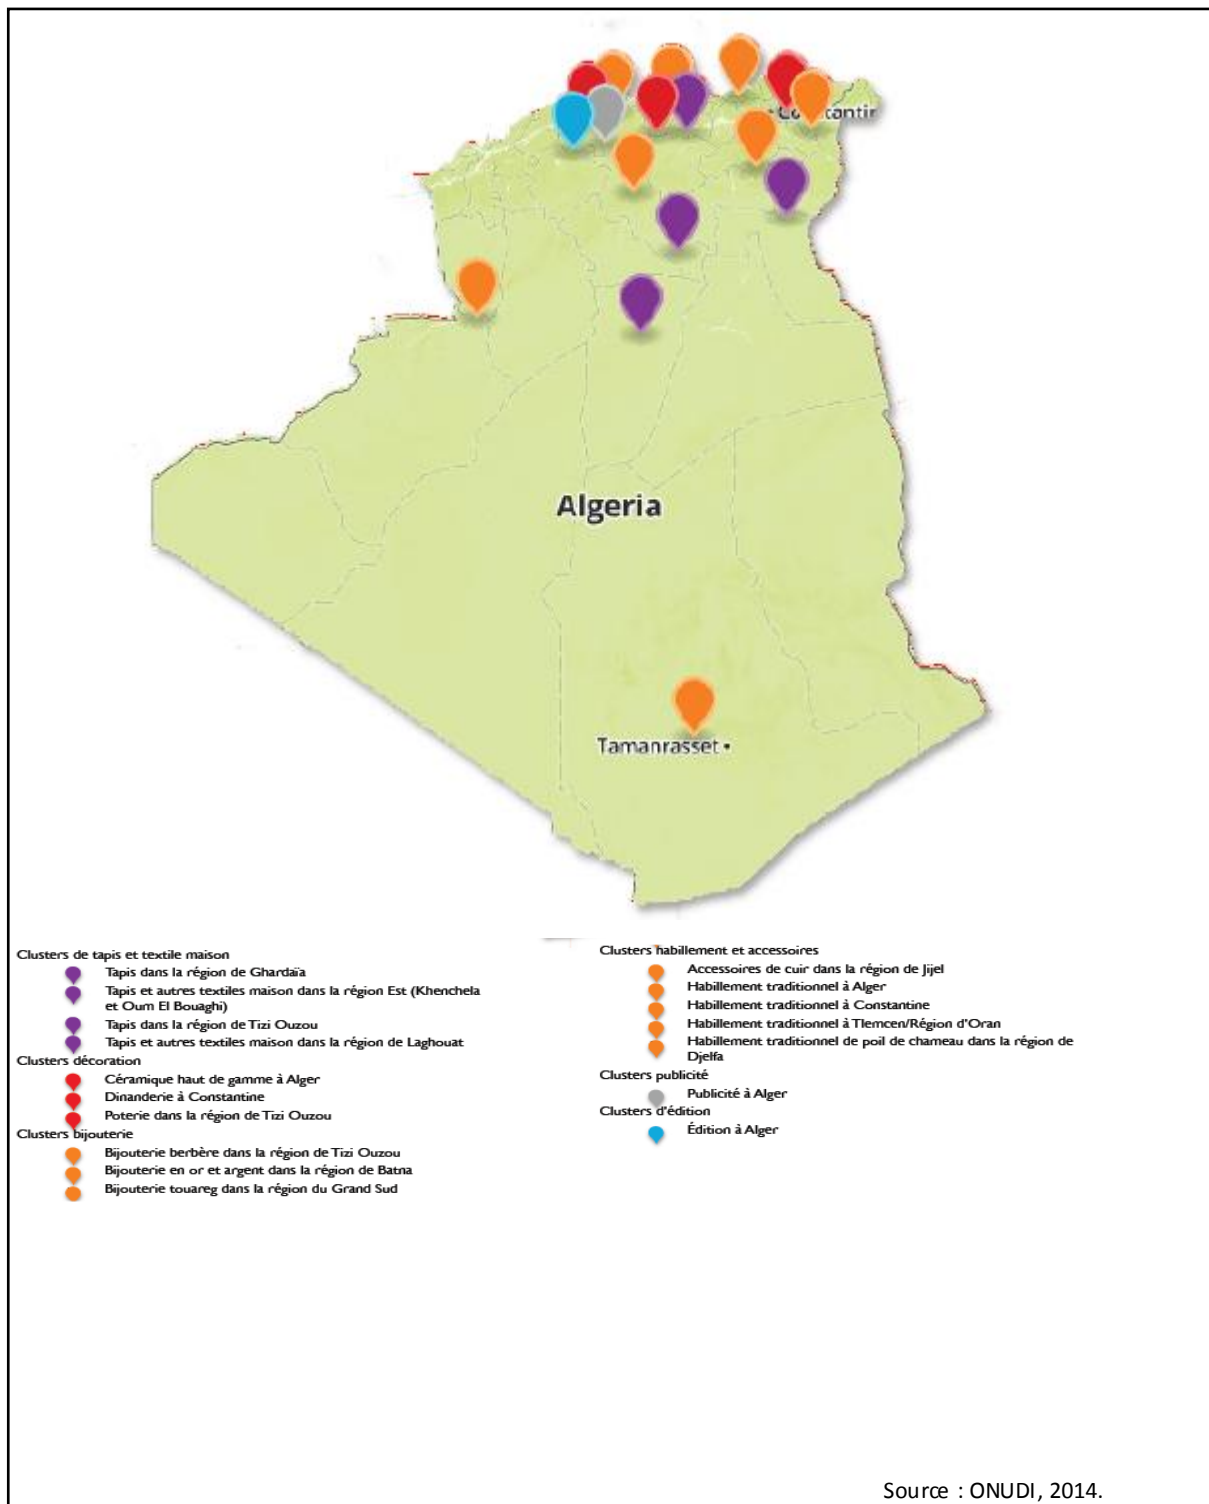 Constantir
Algeria
Tamanrasset
Clusters de tapis et textile maison
Tapis dans la région de Ghardaïa
Tapis et autres textiles maison dans la région Est (Khenchela
et Oum El Bouaghi)
Tapis dans la région de Tizi Ouzou
Tapis et autres textiles maison dans la région de Laghouat
Clusters décoration
Céramique haut de gamme à Alger
Dinanderie à Constantine
Poterie dans la région de Tizi Ouzou
Clusters bijouterie
Bijouterie berbère dans la région de Tizi Ouzou
Bijouterie en or et argent dans la région de Batna
Bijouterie touareg dans la région du Grand Sud
Clusters habillement et accessoires
Accessoires de cuir dans la région de Jijel
Habillement traditionnel à Alger
Habillement traditionnel à Constantine
Habillement traditionnel à Tlemcen/Région d'Oran
Habillement traditionnel de poil de chameau dans la région de
Djelfa
Clusters publicité
Publicité à Alger
Clusters d'édition
Édition à Alger
Source : ONUDI, 2014.